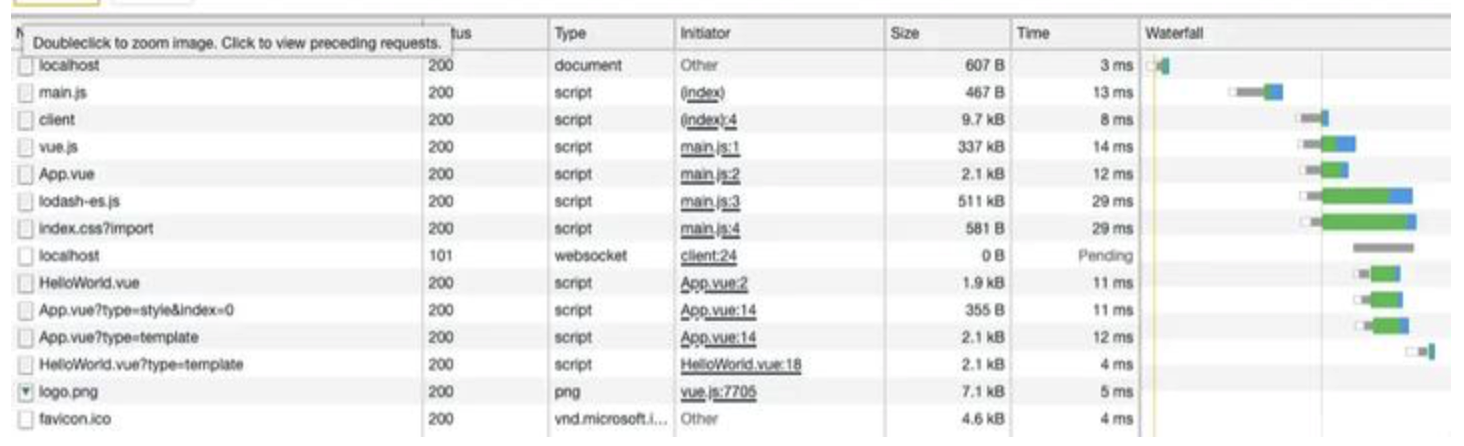 Doubleclick to zoom image. Click to view preceding requests. tus Type Initiator Size Time Waterfall
localhost 200 document Other 607 B 3 ms
main.js 200 script (index) 467 B 13 ms
client 200 script (index):4 9.7 kB 8 ms
vue.js 200 script main.js:1 337 kB 14 ms
App.vue 200 script main.js:2 2.1 kB 12 ms
lodash-es.js 200 script main.js:3 511 kB 29 ms
index.css?import 200 script main.js:4 581 B 29 ms
localhost 101 websocket client:24 0 B Pending
HelloWorld.vue 200 script App.vue:2 1.9 kB 11 ms
App.vue?type=style&index=0 200 script App.vue:14 355 B 11 ms
App.vue?type=template 200 script App.vue:14 2.1 kB 12 ms
HelloWorld.vue?type=template 200 script HelloWorld.vue:18 2.1 kB 4 ms
logo.png 200 png vue.js:7705 7.1 kB 5 ms
favicon.ico 200 vnd.microsoft.i... Other 4.6 kB 4 ms